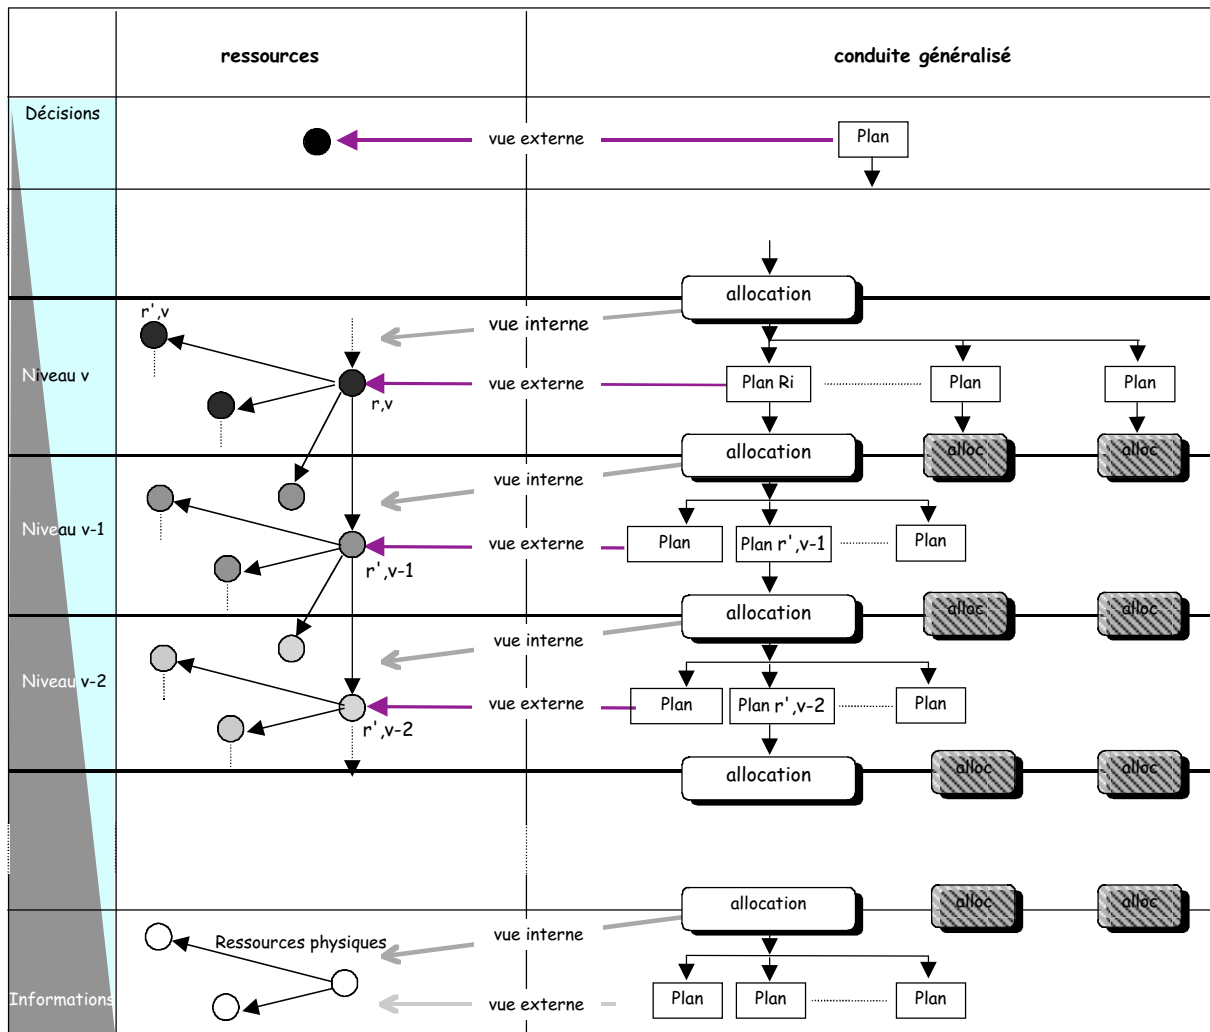 ressources
conduite généralisé
Décisions
vue externe
Plan
allocation
r',v
vue interne
Niveau v
vue externe
Plan Ri
Plan
Plan
r,v
allocation
alloc
alloc
vue interne
Niveau v-1
vue externe
Plan
Plan r',v-1
Plan
r',v-1
allocation
alloc
alloc
vue interne
Niveau v-2
vue externe
Plan
Plan r',v-2
Plan
r',v-2
allocation
alloc
alloc
allocation
alloc
alloc
Ressources physiques
vue interne
Informations
vue externe
Plan
Plan
Plan